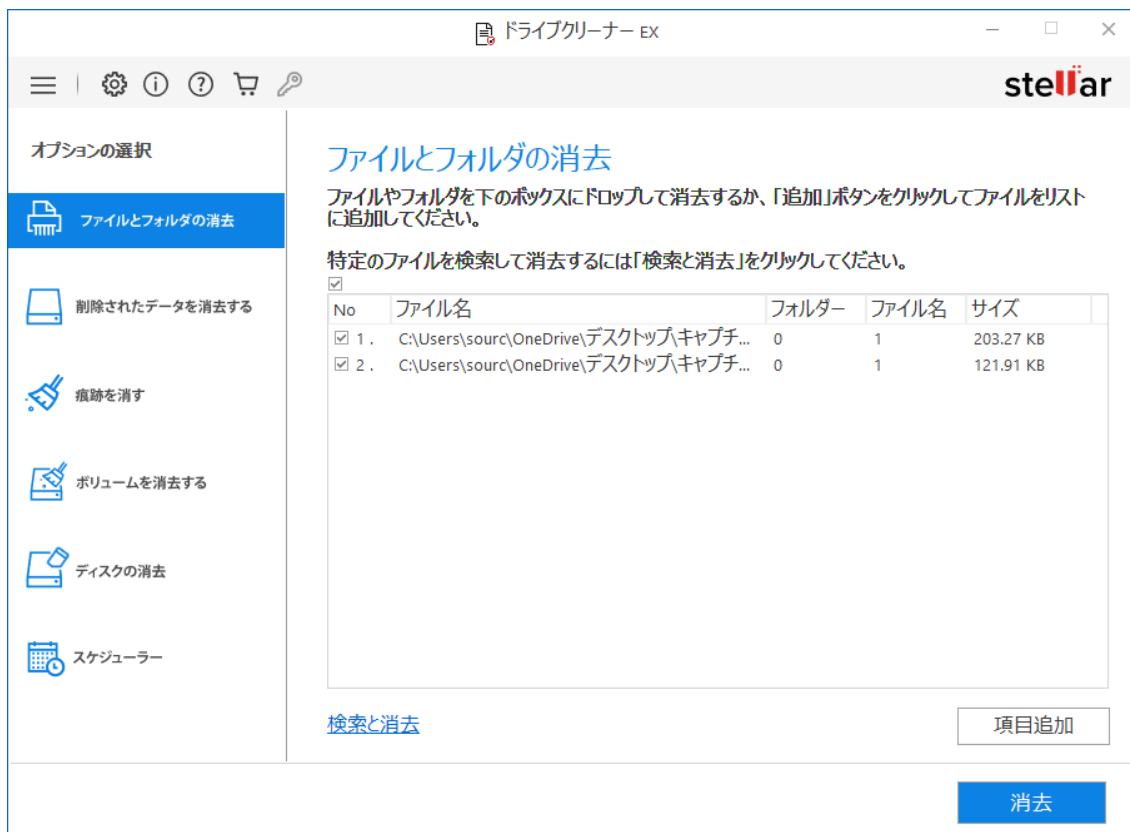 ドライブクリーナー EX
stellar
オプションの選択
ファイルとフォルダの消去
削除されたデータを消去する
痕跡を消す
ボリュームを消去する
ディスクの消去
スケジューラー
ファイルとフォルダの消去
ファイルやフォルダを下のボックスにドロップして消去するか、「追加」ボタンをクリックしてファイルをリスト
に追加してください。
特定のファイルを検索して消去するには「検索と消去」をクリックしてください。
No ファイル名 フォルダー ファイル名 サイズ
1 . C:\Users\sourc\OneDrive\デスクトップ\キャプチ... 0 1 203.27 KB
2 . C:\Users\sourc\OneDrive\デスクトップ\キャプチ... 0 1 121.91 KB
検索と消去
項目追加
消去